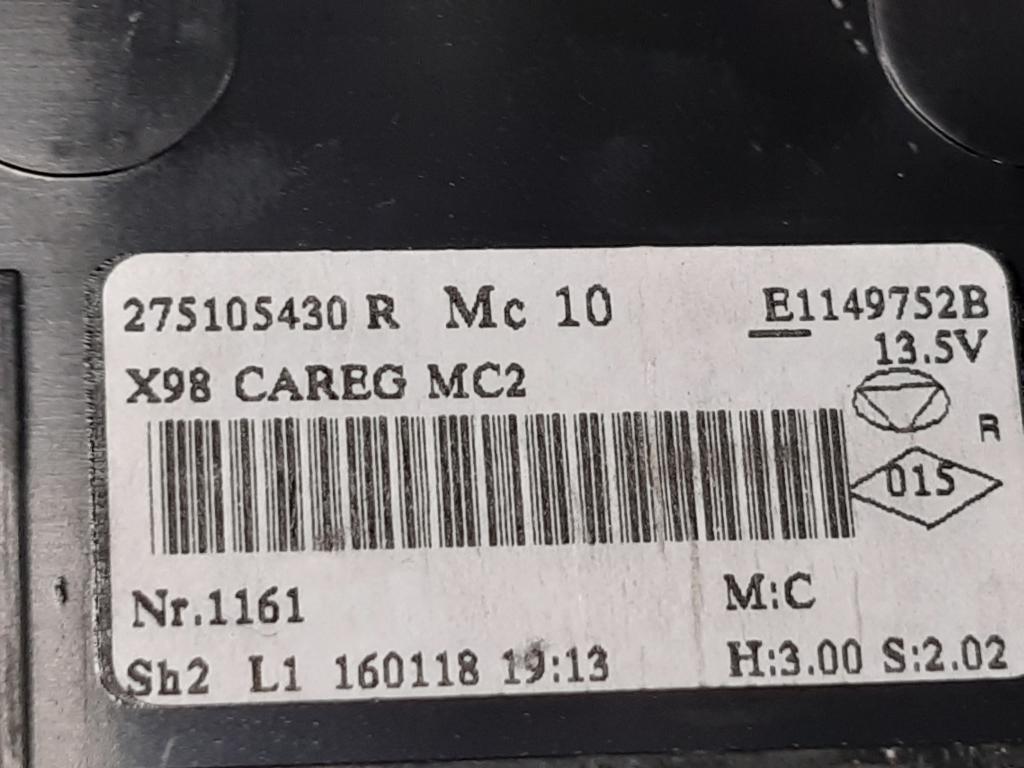 275105430 R Mc 10 E1149752B
13.5V
X98 CAREG MC2
R
015
Nr.1161 M:C
Sh2 L1 160118 19:13 H:3.00 S:2.02